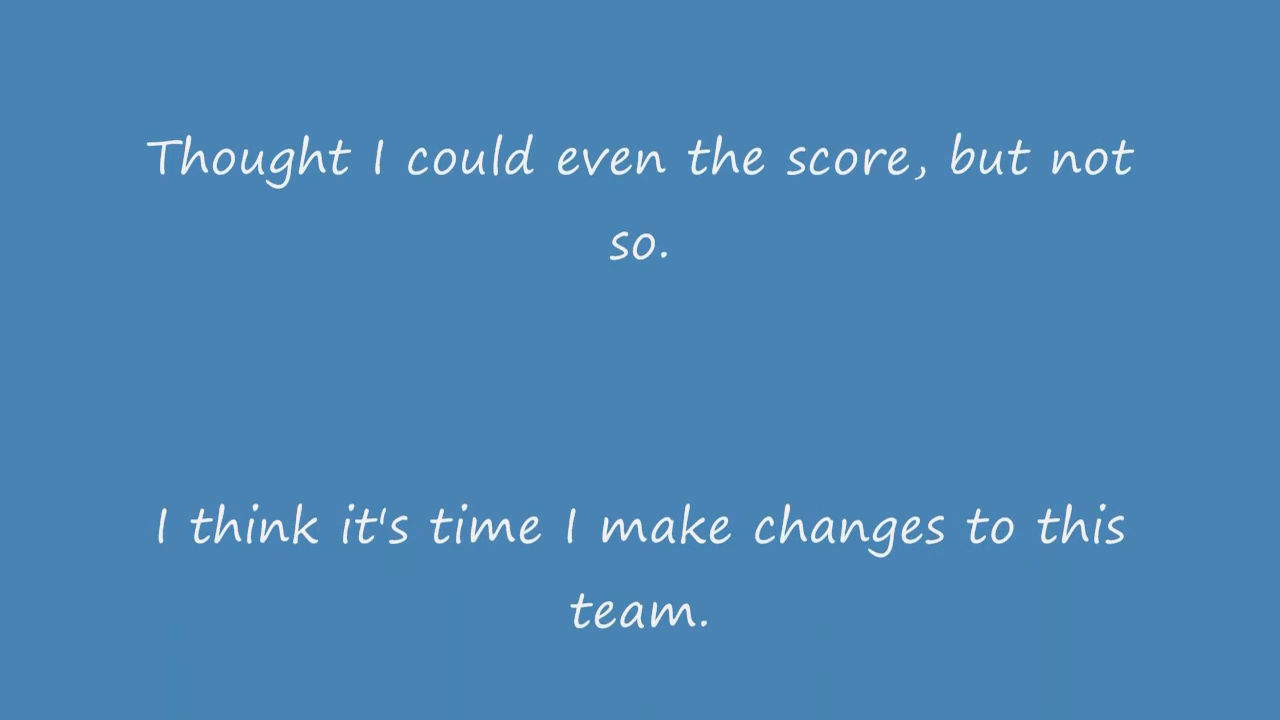 Thought I could even the score, but not
so.
I think it's time I make changes to this
team.